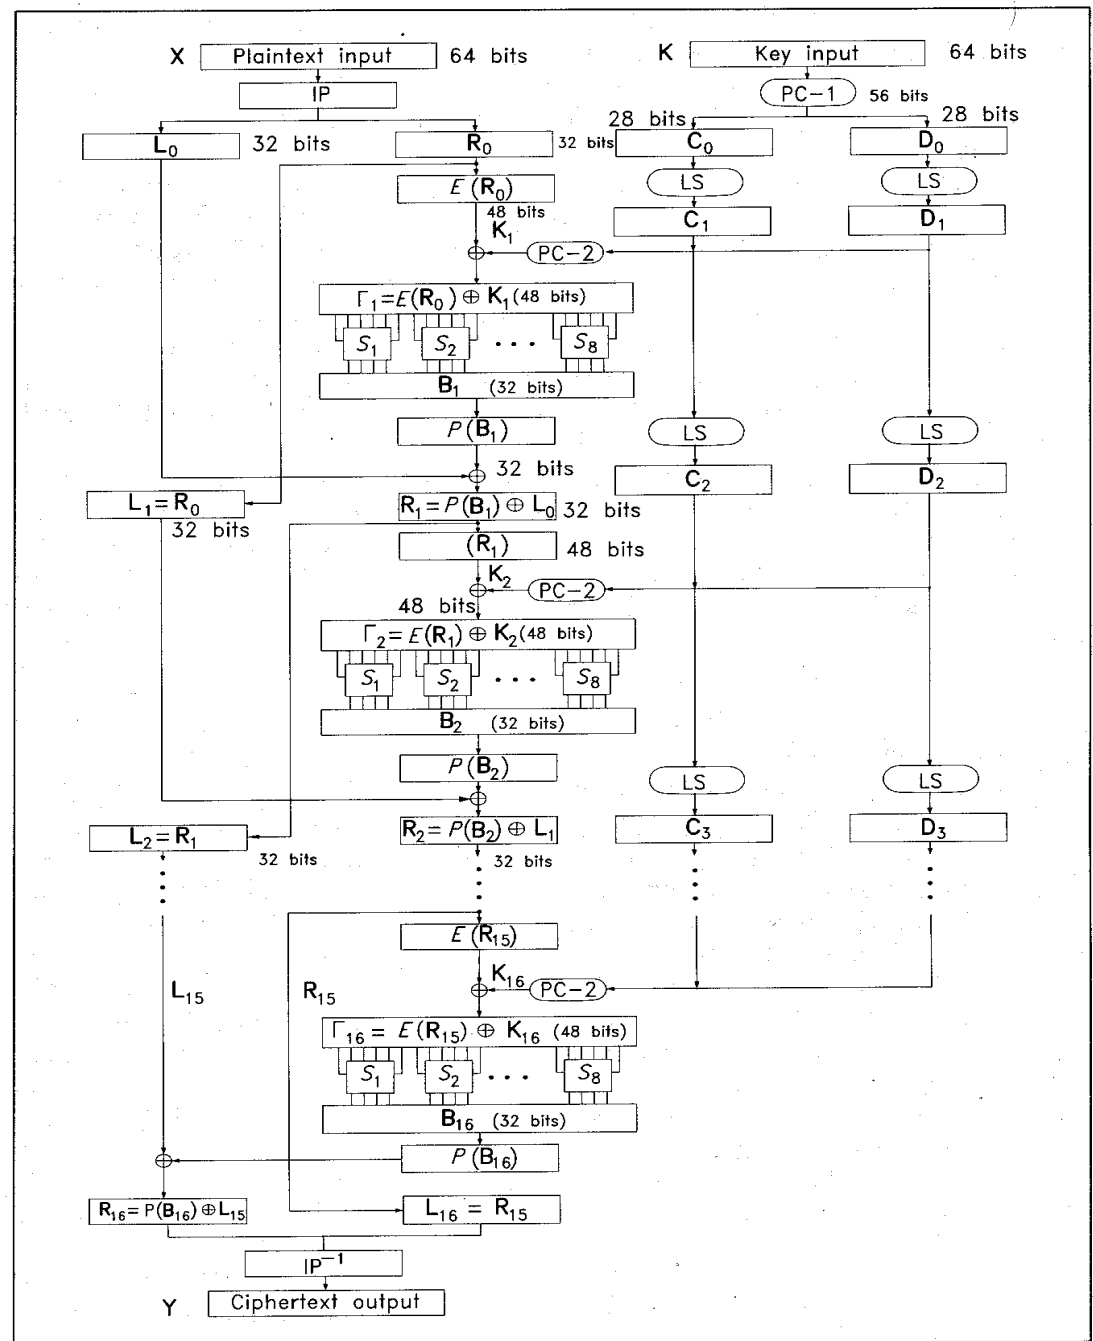 X Plaintext input 64 bits K Key input 64 bits
IP PC-1 56 bits
28 bits 28 bits
L₀ 32 bits R₀ 32 bits C₀ D₀
E(R₀) LS LS
48 bits
K₁ C₁ D₁
⊕ PC-2
Γ₁=E(R₀) ⊕ K₁(48 bits)
S₁ S₂ • • • S₈
B₁ (32 bits)
P(B₁) LS LS
⊕ 32 bits C₂ D₂
L₁=R₀ R₁=P(B₁) ⊕ L₀ 32 bits
32 bits
(R₁) 48 bits
K₂
⊕ PC-2
48 bits
Γ₂=E(R₁) ⊕ K₂(48 bits)
S₁ S₂ • • • S₈
B₂ (32 bits)
P(B₂) LS LS
⊕
L₂=R₁ R₂=P(B₂) ⊕ L₁ C₃ D₃
32 bits 32 bits
E(R₁₅)
L₁₅ R₁₅ K₁₆
⊕ PC-2
Γ₁₆= E(R₁₅) ⊕ K₁₆ (48 bits)
S₁ S₂ • • • S₈
B₁₆ (32 bits)
⊕ P(B₁₆)
R₁₆=P(B₁₆)⊕L₁₅ L₁₆ = R₁₅
IP⁻¹
Y Ciphertext output